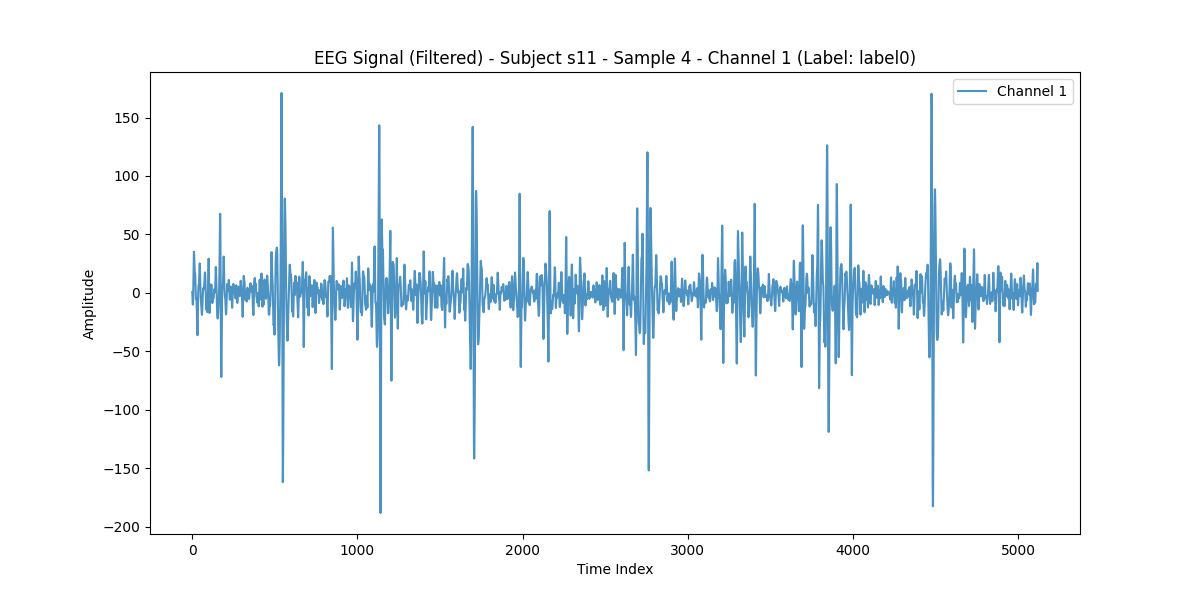 EEG Signal (Filtered) - Subject s11 - Sample 4 - Channel 1 (Label: label0)
Channel 1
150
100
50
0
−50
−100
−150
−200
Amplitude
0 1000 2000 3000 4000 5000
Time Index